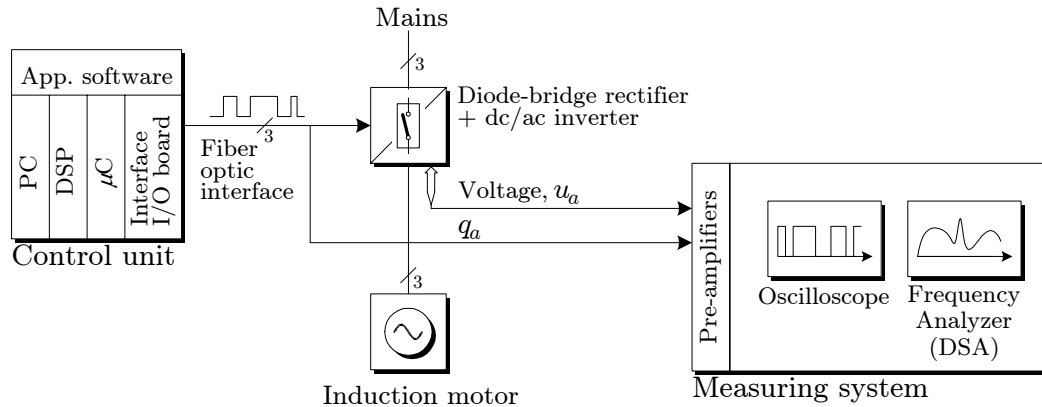 Mains
3
App. software
PC
DSP
μC
Interface
I/O board
Control unit
3
Fiber
optic
interface
Diode-bridge rectifier
+ dc/ac inverter
Voltage, u_a
q_a
3
Induction motor
Pre-amplifiers
Oscilloscope
Frequency
Analyzer
(DSA)
Measuring system